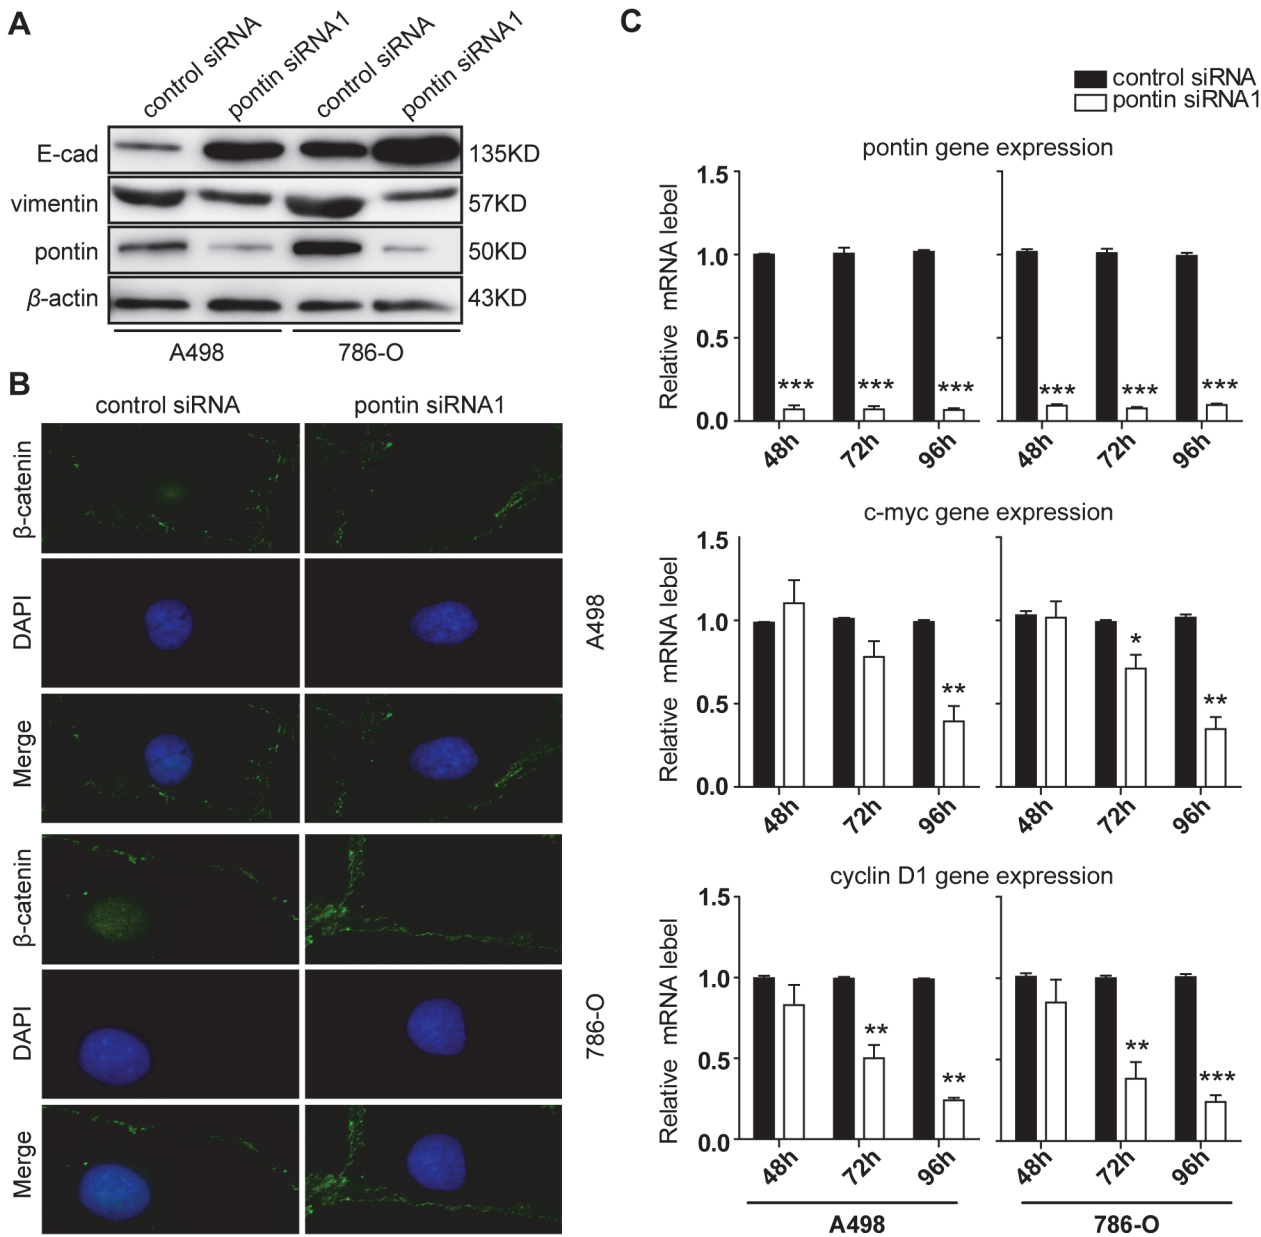 A
control siRNA
pontin siRNA1
control siRNA
pontin siRNA1
E-cad
135KD
vimentin
57KD
pontin
50KD
β-actin
43KD
A498
786-O
B
control siRNA
pontin siRNA1
β-catenin
DAPI
Merge
A498
β-catenin
DAPI
Merge
786-O
C
control siRNA
pontin siRNA1
pontin gene expression
Relative mRNA lebel
1.5
1.0
0.5
0.0
***
***
***
***
***
***
48h
72h
96h
48h
72h
96h
c-myc gene expression
Relative mRNA lebel
1.5
1.0
0.5
0.0
**
*
**
48h
72h
96h
48h
72h
96h
cyclin D1 gene expression
Relative mRNA lebel
1.5
1.0
0.5
0.0
**
**
**
***
48h
72h
96h
48h
72h
96h
A498
786-O